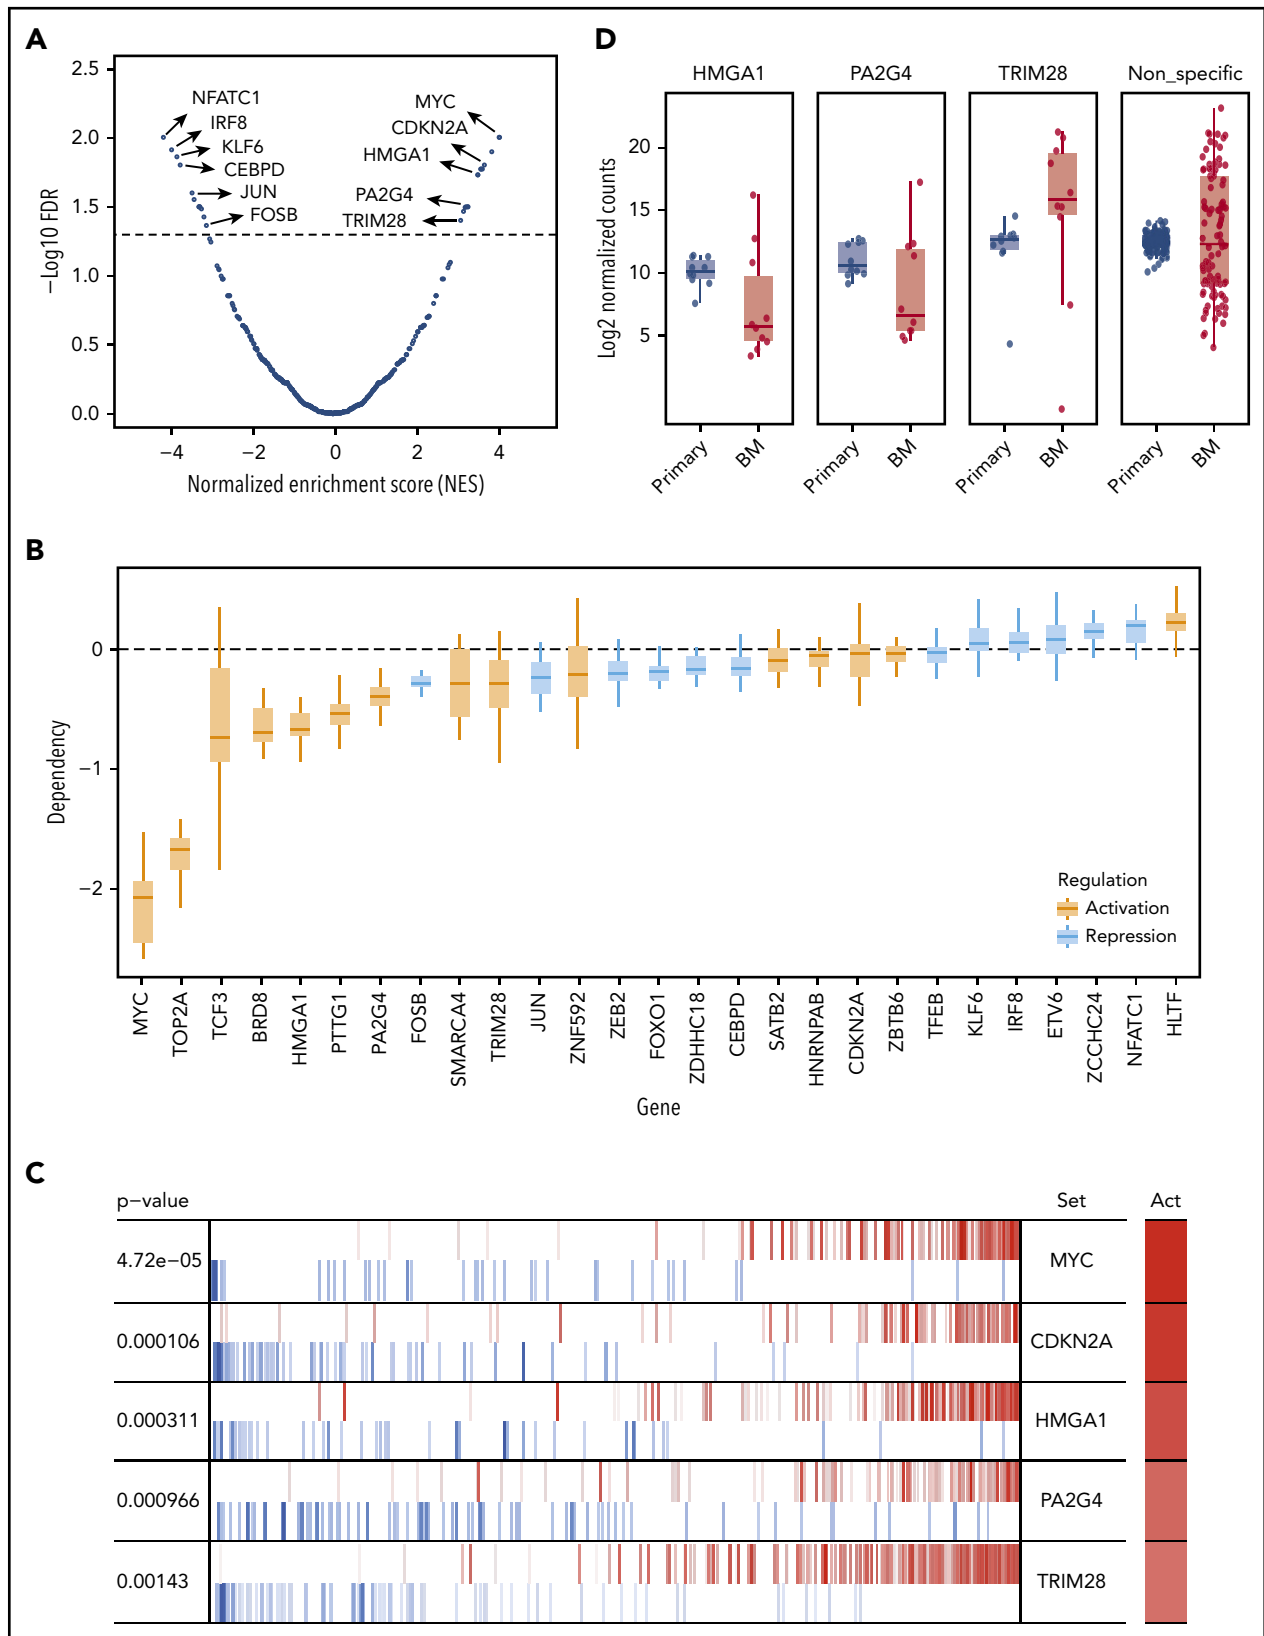 A
2.5
2.0
1.5
1.0
0.5
0.0
−Log10 FDR
NFATC1
IRF8
KLF6
CEBPD
JUN
FOSB
MYC
CDKN2A
HMGA1
PA2G4
TRIM28
−4
−2
0
2
4
Normalized enrichment score (NES)
D
HMGA1
PA2G4
TRIM28
Non_specific
Log2 normalized counts
20
15
10
5
Primary
BM
Primary
BM
Primary
BM
Primary
BM
B
Dependency
0
−1
−2
Regulation
Activation
Repression
MYC
TOP2A
TCF3
BRD8
HMGA1
PTTG1
PA2G4
FOSB
SMARCA4
TRIM28
JUN
ZNF592
ZEB2
FOXO1
ZDHHC18
CEBPD
SATB2
HNRNPAB
CDKN2A
ZBTB6
TFEB
KLF6
IRF8
ETV6
ZCCHC24
NFATC1
HLTF
Gene
C
p−value Set Act
4.72e−05 MYC
0.000106 CDKN2A
0.000311 HMGA1
0.000966 PA2G4
0.00143 TRIM28